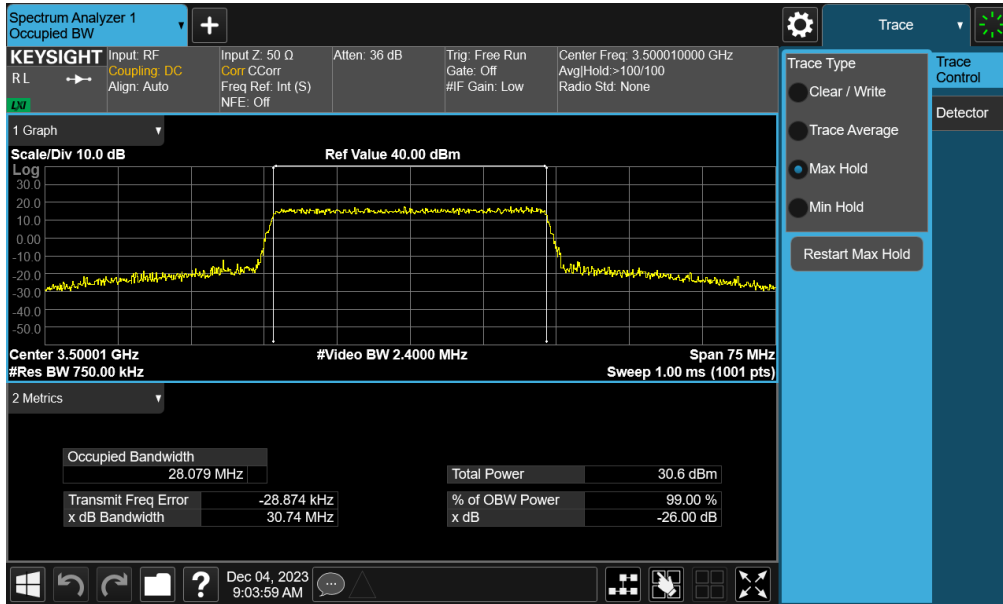 Spectrum Analyzer 1
Occupied BW
+
Trace
KEYSIGHT
R L
LXI
Input: RF
Coupling: DC
Align: Auto
Input Z: 50 Ω
Corr CCorr
Freq Ref: Int (S)
NFE: Off
Atten: 36 dB
Trig: Free Run
Gate: Off
#IF Gain: Low
Center Freq: 3.500010000 GHz
Avg|Hold:>100/100
Radio Std: None
1 Graph
Scale/Div 10.0 dB
Ref Value 40.00 dBm
Log
30.0
20.0
10.0
0.00
-10.0
-20.0
-30.0
-40.0
-50.0
Center 3.50001 GHz
#Video BW 2.4000 MHz
Span 75 MHz
#Res BW 750.00 kHz
Sweep 1.00 ms (1001 pts)
2 Metrics
Occupied Bandwidth
28.079 MHz
Total Power 30.6 dBm
Transmit Freq Error -28.874 kHz
% of OBW Power 99.00 %
x dB Bandwidth 30.74 MHz
x dB -26.00 dB
?
Dec 04, 2023
9:03:59 AM
Trace Type
Clear / Write
Trace Average
Max Hold
Min Hold
Restart Max Hold
Trace
Control
Detector